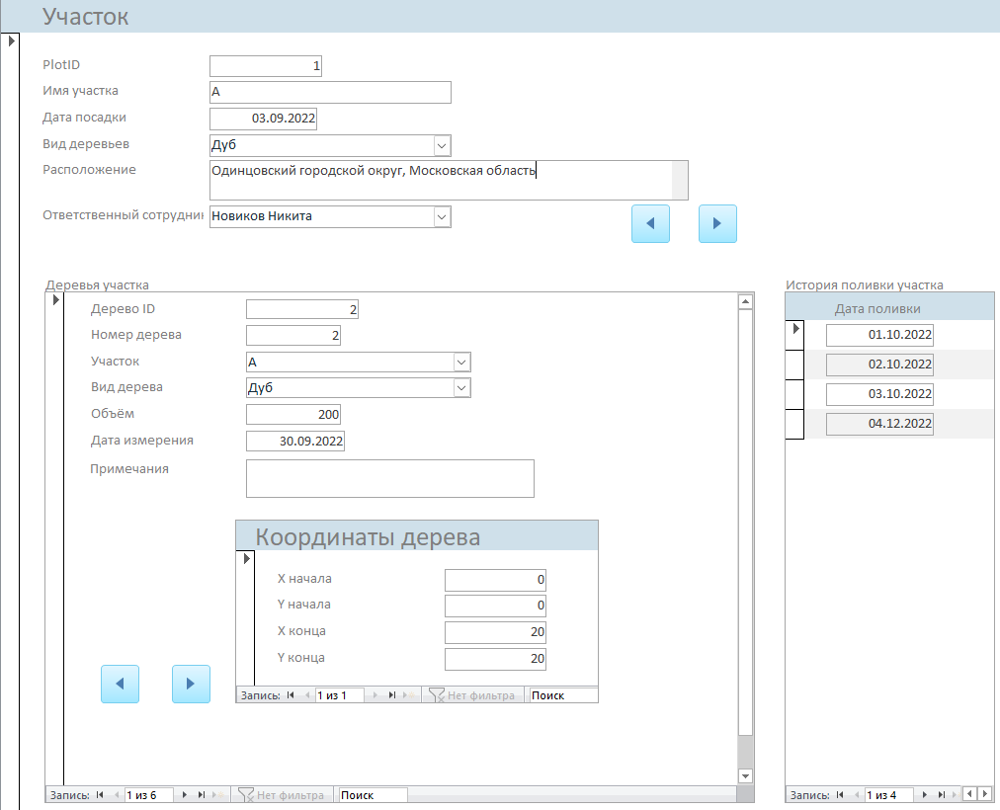 Участок
PlotID 1
Имя участка А
Дата посадки 03.09.2022
Вид деревьев Дуб
Расположение Одинцовский городской округ, Московская область
Ответственный сотрудник Новиков Никита
Деревья участка
Дерево ID 2
Номер дерева 2
Участок А
Вид дерева Дуб
Объём 200
Дата измерения 30.09.2022
Примечания
Координаты дерева
X начала 0
Y начала 0
X конца 20
Y конца 20
Запись: 1 из 1 Нет фильтра Поиск
Запись: 1 из 6 Нет фильтра Поиск
История поливки участка
Дата поливки
01.10.2022
02.10.2022
03.10.2022
04.12.2022
Запись: 1 из 4